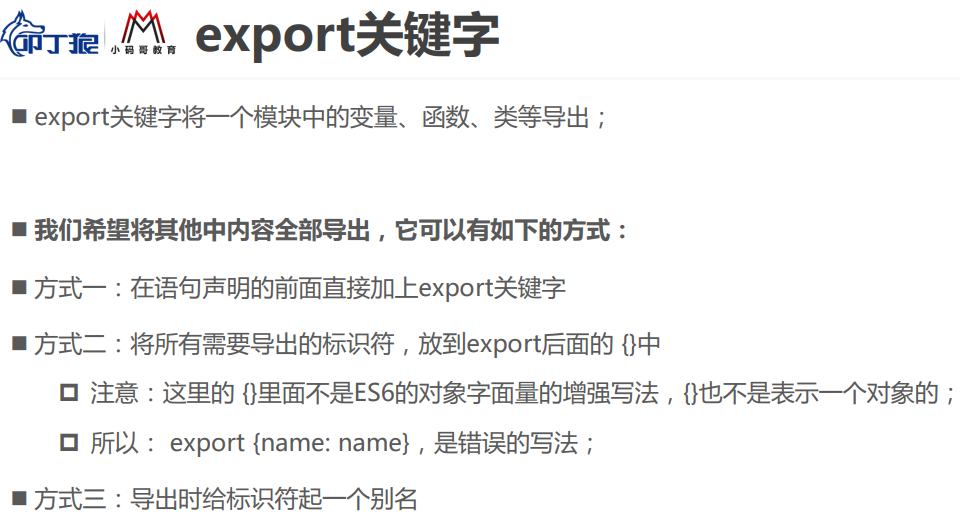 叩丁狼 小码哥教育 export关键字
■ export关键字将一个模块中的变量、函数、类等导出；
■ 我们希望将其他中内容全部导出，它可以有如下的方式：
■ 方式一：在语句声明的前面直接加上export关键字
■ 方式二：将所有需要导出的标识符，放到export后面的 {}中
注意：这里的 {}里面不是ES6的对象字面量的增强写法，{}也不是表示一个对象的；
所以： export {name: name}，是错误的写法；
■ 方式三：导出时给标识符起一个别名